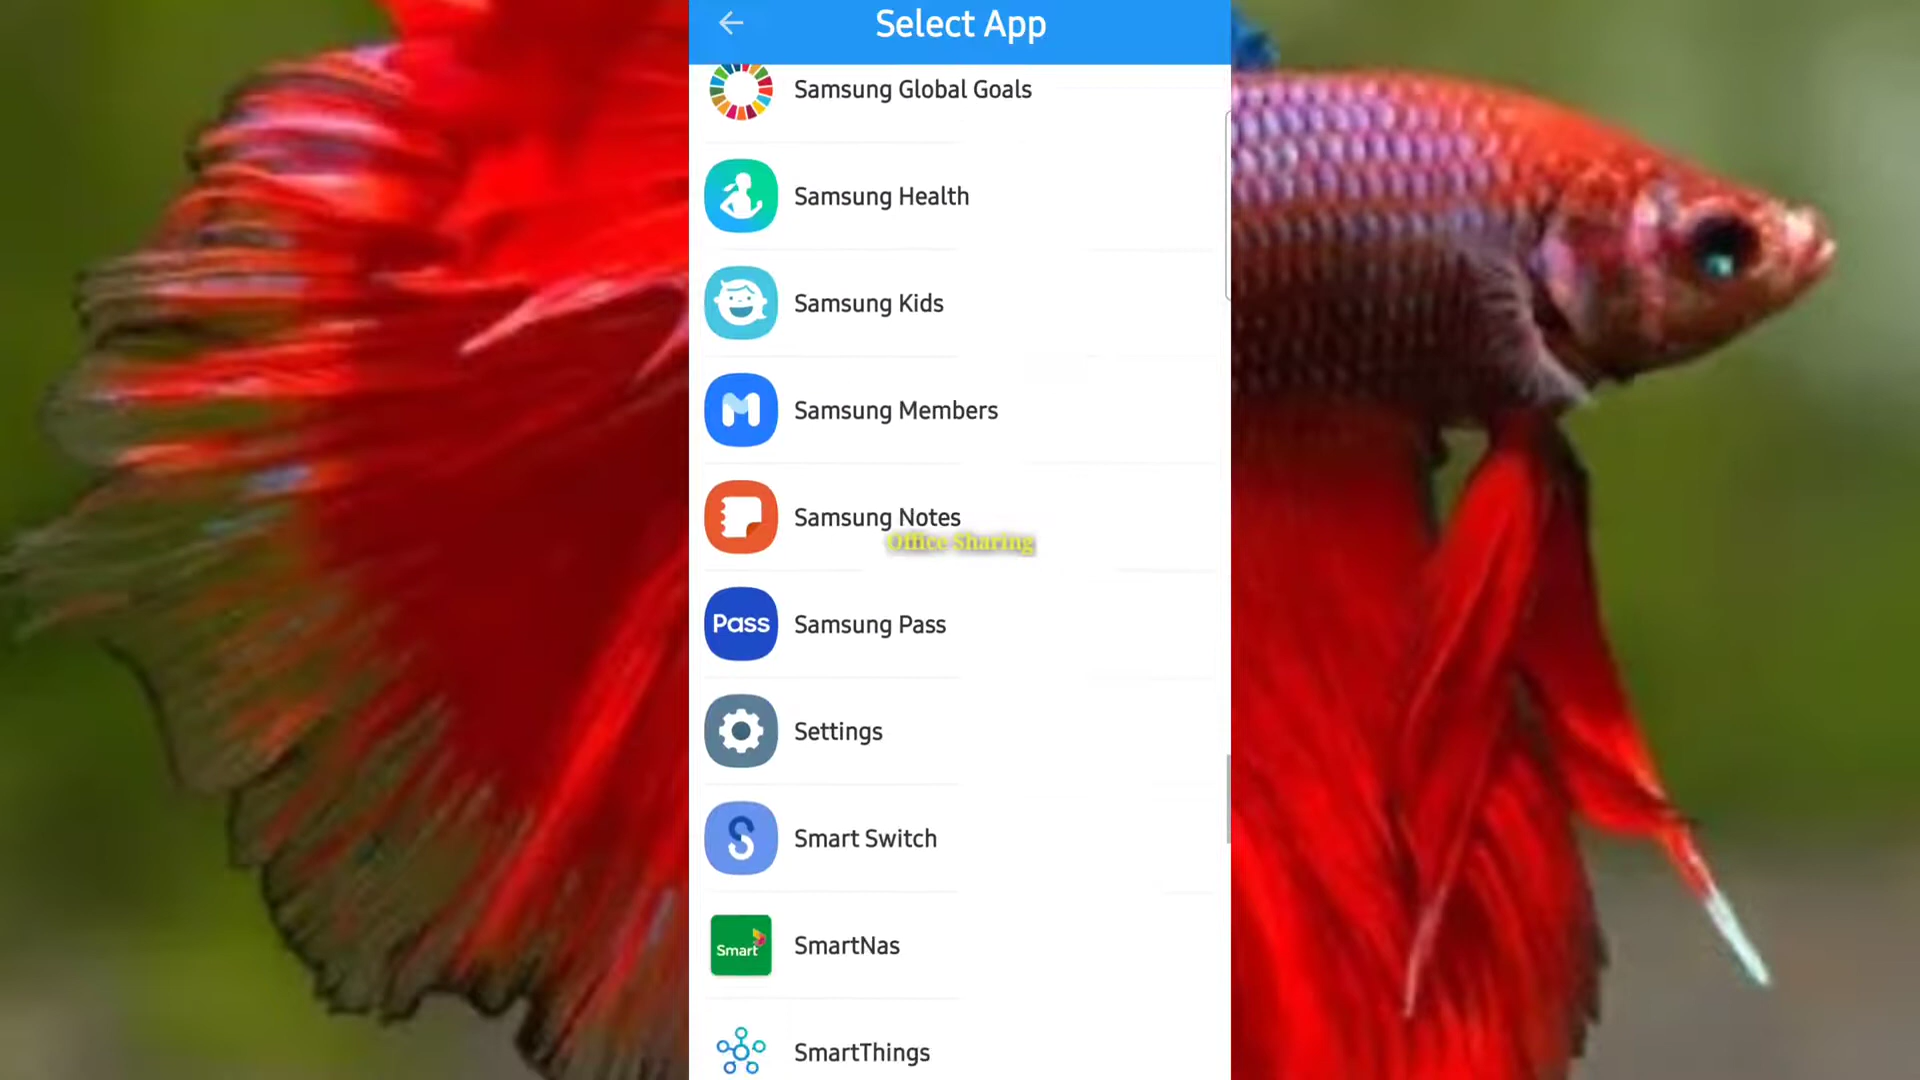 Select App
Samsung Global Goals
Samsung Health
Samsung Kids
Samsung Members
Samsung Notes
Office Sharing
Pass
Samsung Pass
Settings
Smart Switch
Smart
SmartNas
SmartThings